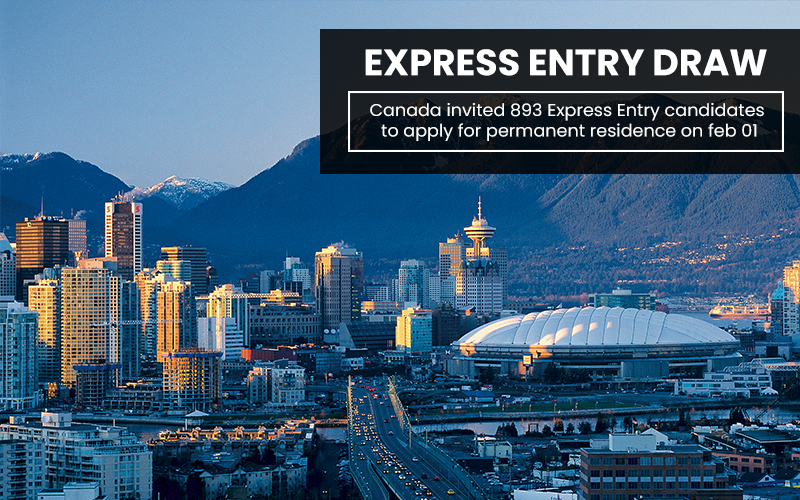 EXPRESS ENTRY DRAW
Canada invited 893 Express Entry candidates
to apply for permanent residence on feb 01